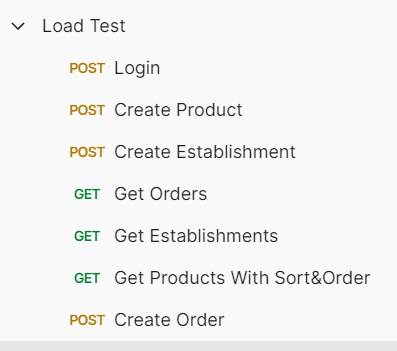 Load Test
POST Login
POST Create Product
POST Create Establishment
GET Get Orders
GET Get Establishments
GET Get Products With Sort&Order
POST Create Order